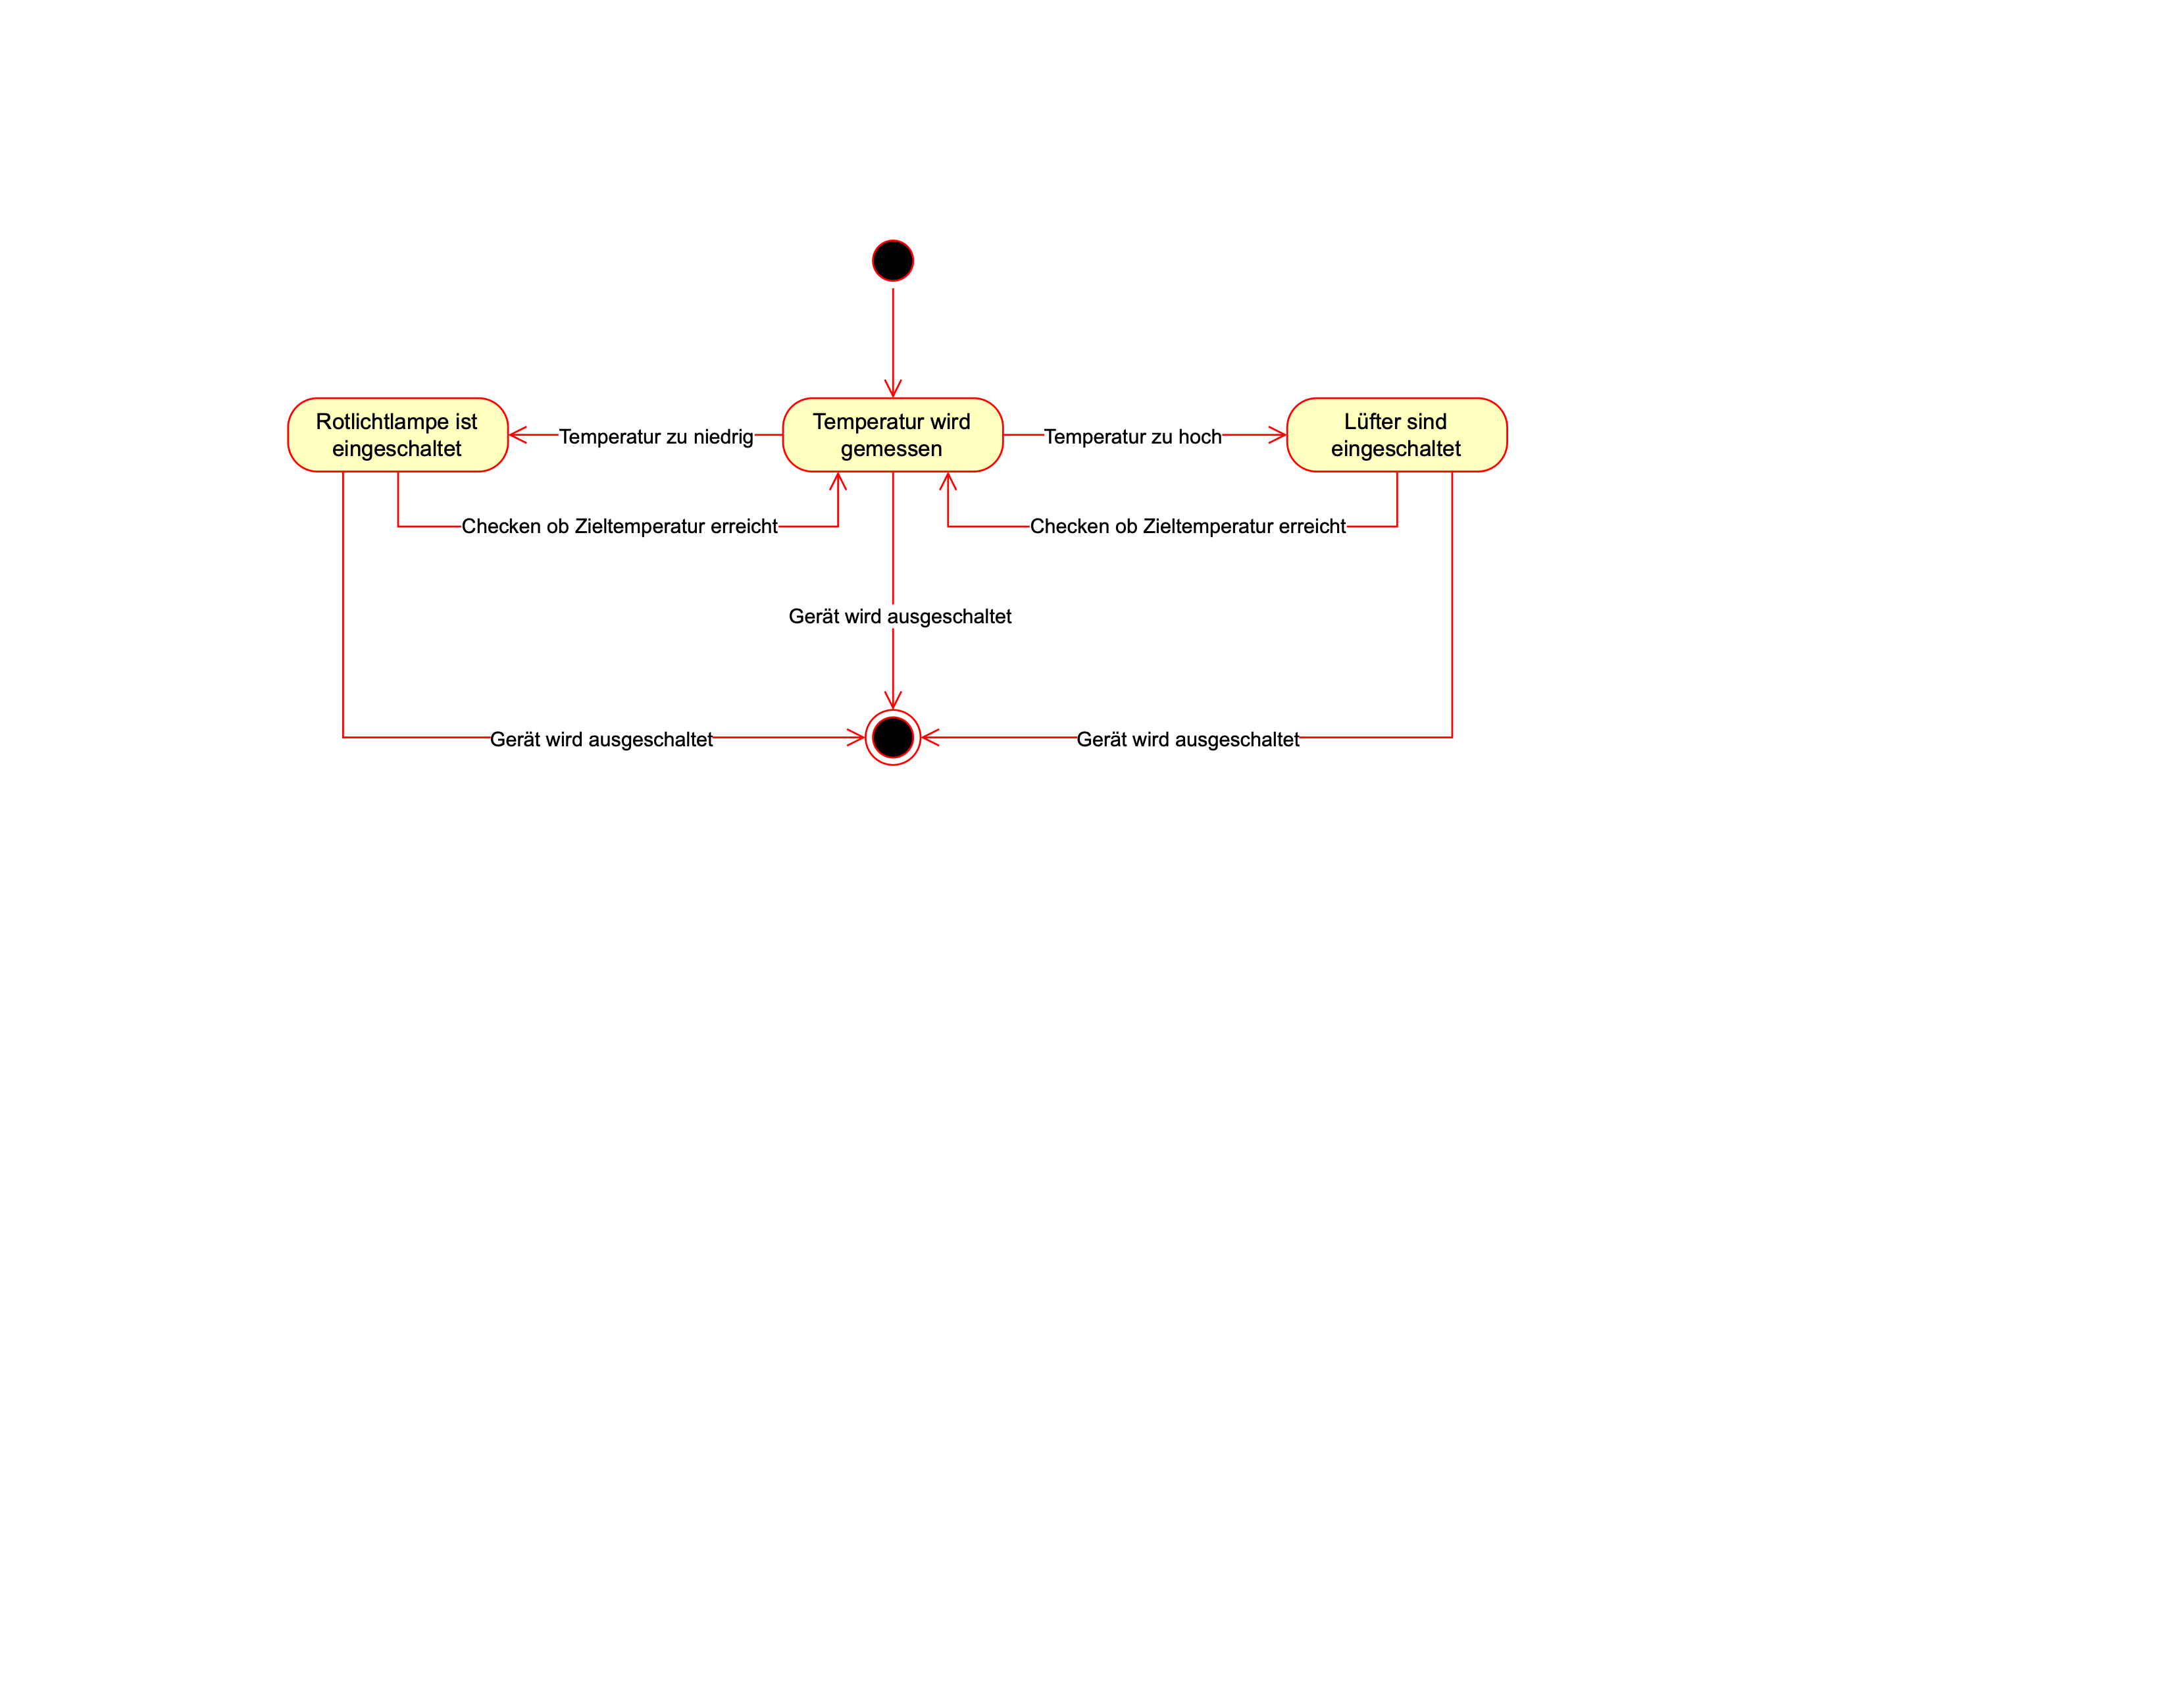 Rotlichtlampe ist
eingeschaltet
Temperatur zu niedrig
Temperatur wird
gemessen
Temperatur zu hoch
Lüfter sind
eingeschaltet
Checken ob Zieltemperatur erreicht
Checken ob Zieltemperatur erreicht
Gerät wird ausgeschaltet
Gerät wird ausgeschaltet
Gerät wird ausgeschaltet